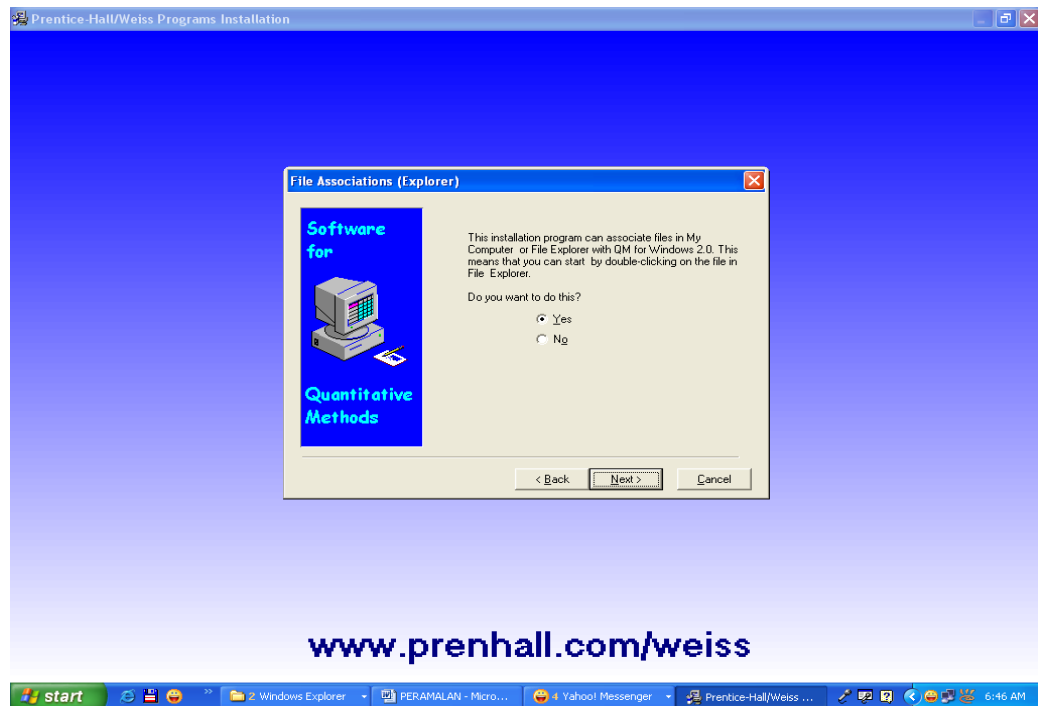 Prentice-Hall/Weiss Programs Installation
File Associations (Explorer)
Software
for
Quantitative
Methods
This installation program can associate files in My
Computer or File Explorer with QM for Windows 2.0. This
means that you can start by double-clicking on the file in
File Explorer.
Do you want to do this?
Yes
No
< Back
Next >
Cancel
www.prenhall.com/weiss
start
2 Windows Explorer
PERAMALAN - Micro...
4 Yahoo! Messenger
Prentice-Hall/Weiss ...
6:46 AM